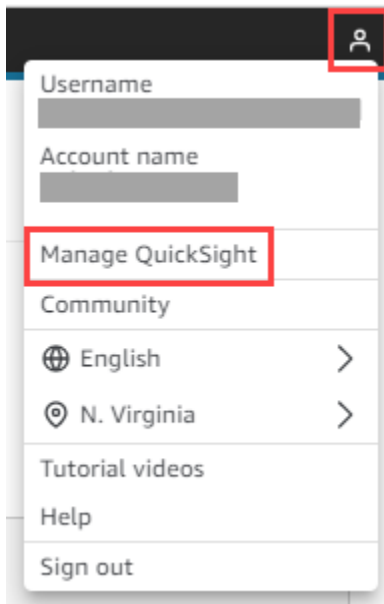 Username
Account name
Manage QuickSight
Community
English
N. Virginia
Tutorial videos
Help
Sign out